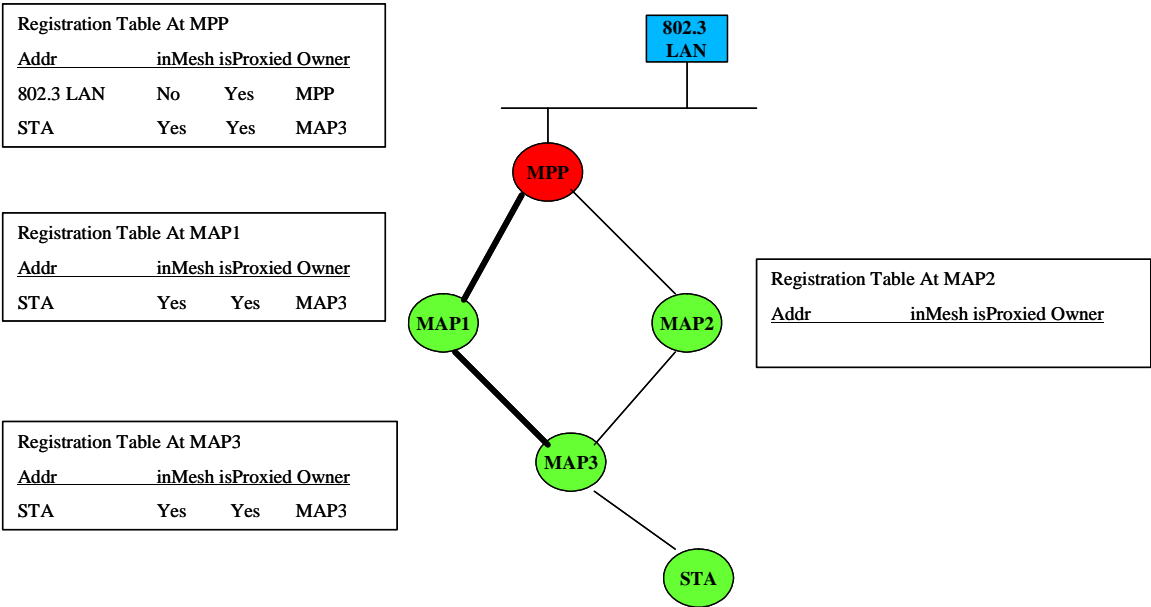 Registration Table At MPP
Addr inMesh isProxied Owner
802.3 LAN No Yes MPP
STA Yes Yes MAP3
802.3
LAN
MPP
Registration Table At MAP1
Addr inMesh isProxied Owner
STA Yes Yes MAP3
MAP1
MAP2
Registration Table At MAP2
Addr inMesh isProxied Owner
Registration Table At MAP3
Addr inMesh isProxied Owner
STA Yes Yes MAP3
MAP3
STA